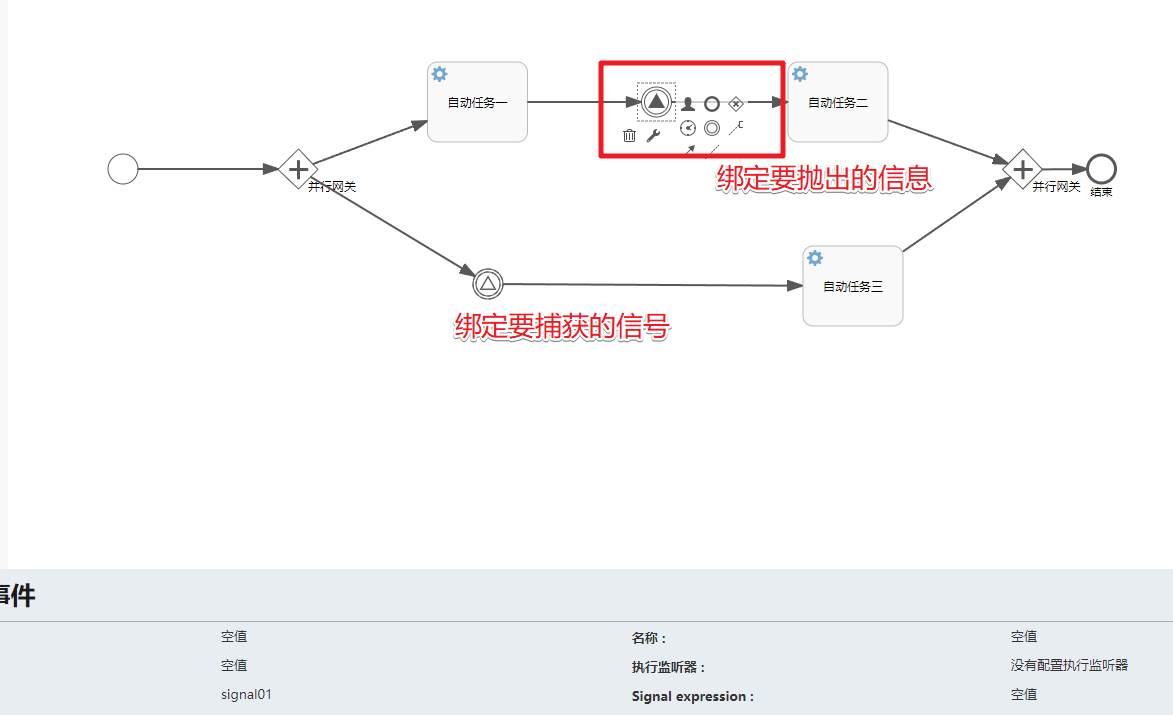 自动任务一
自动任务二
绑定要抛出的信息
并行网关
并行网关
结束
自动任务三
绑定要捕获的信号
事件
空值
名称：
空值
空值
执行监听器：
没有配置执行监听器
signal01
Signal expression：
空值